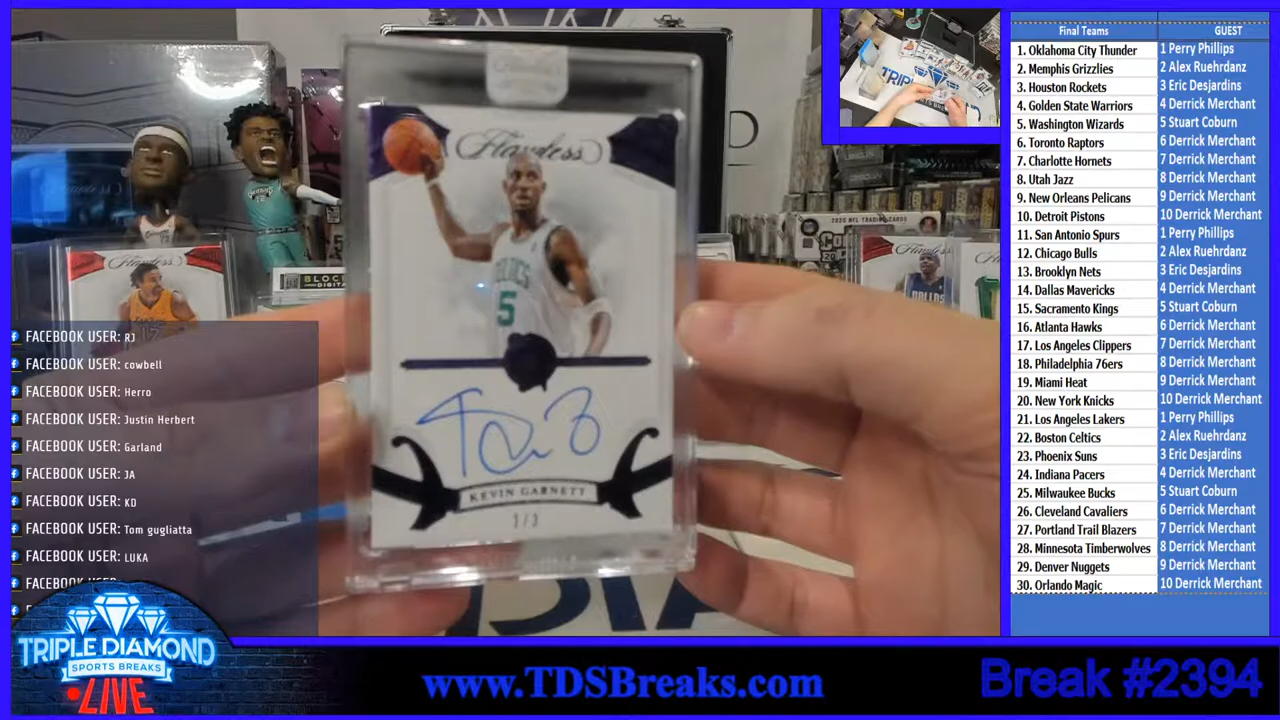 Flawless
CELTICS
5
KEVIN GARNETT
1/3
Flawless
Flawless
DALLAS
2020 NFL TRADING CARDS
FACEBOOK USER: RJ
FACEBOOK USER: cowbell
FACEBOOK USER: Herro
FACEBOOK USER: Justin Herbert
FACEBOOK USER: Garland
FACEBOOK USER: JA
FACEBOOK USER: KD
FACEBOOK USER: Tom gugliatta
FACEBOOK USER: LUKA
TRIPLE DIAMOND
SPORTS BREAKS
LIVE
www.TDSBreaks.com
Break #2394
Final Teams GUEST
1. Oklahoma City Thunder 1 Perry Phillips
2. Memphis Grizzlies 2 Alex Ruehrdanz
3. Houston Rockets 3 Eric Desjardins
4. Golden State Warriors 4 Derrick Merchant
5. Washington Wizards 5 Stuart Coburn
6. Toronto Raptors 6 Derrick Merchant
7. Charlotte Hornets 7 Derrick Merchant
8. Utah Jazz 8 Derrick Merchant
9. New Orleans Pelicans 9 Derrick Merchant
10. Detroit Pistons 10 Derrick Merchant
11. San Antonio Spurs 1 Perry Phillips
12. Chicago Bulls 2 Alex Ruehrdanz
13. Brooklyn Nets 3 Eric Desjardins
14. Dallas Mavericks 4 Derrick Merchant
15. Sacramento Kings 5 Stuart Coburn
16. Atlanta Hawks 6 Derrick Merchant
17. Los Angeles Clippers 7 Derrick Merchant
18. Philadelphia 76ers 8 Derrick Merchant
19. Miami Heat 9 Derrick Merchant
20. New York Knicks 10 Derrick Merchant
21. Los Angeles Lakers 1 Perry Phillips
22. Boston Celtics 2 Alex Ruehrdanz
23. Phoenix Suns 3 Eric Desjardins
24. Indiana Pacers 4 Derrick Merchant
25. Milwaukee Bucks 5 Stuart Coburn
26. Cleveland Cavaliers 6 Derrick Merchant
27. Portland Trail Blazers 7 Derrick Merchant
28. Minnesota Timberwolves 8 Derrick Merchant
29. Denver Nuggets 9 Derrick Merchant
30. Orlando Magic 10 Derrick Merchant